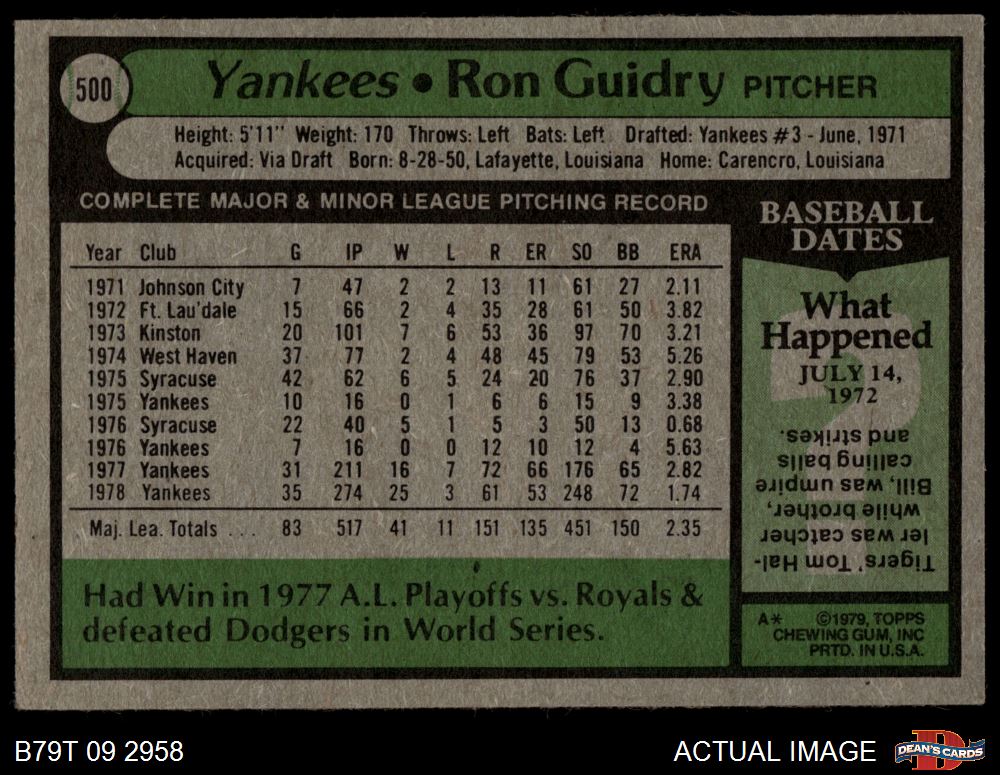 500
Yankees • Ron Guidry PITCHER
Height: 5'11" Weight: 170 Throws: Left Bats: Left Drafted: Yankees #3 - June, 1971
Acquired: Via Draft Born: 8-28-50, Lafayette, Louisiana Home: Carencro, Louisiana
COMPLETE MAJOR & MINOR LEAGUE PITCHING RECORD
Year Club G IP W L R ER SO BB ERA
1971 Johnson City 7 47 2 2 13 11 61 27 2.11
1972 Ft. Lau'dale 15 66 2 4 35 28 61 50 3.82
1973 Kinston 20 101 7 6 53 36 97 70 3.21
1974 West Haven 37 77 2 4 48 45 79 53 5.26
1975 Syracuse 42 62 6 5 24 20 76 37 2.90
1975 Yankees 10 16 0 1 6 6 15 9 3.38
1976 Syracuse 22 40 5 1 5 3 50 13 0.68
1976 Yankees 7 16 0 0 12 10 12 4 5.63
1977 Yankees 31 211 16 7 72 66 176 65 2.82
1978 Yankees 35 274 25 3 61 53 248 72 1.74
Maj. Lea. Totals . . . 83 517 41 11 151 135 451 150 2.35
Had Win in 1977 A.L. Playoffs vs. Royals &
defeated Dodgers in World Series.
BASEBALL
DATES
What
Happened
JULY 14,
1972
Tigers' Tom Hal-
ler was catcher
while brother,
Bill, was umpire
calling balls
and strikes.
A* ©1979, TOPPS
CHEWING GUM, INC
PRTD. IN U.S.A.
B79T 09 2958
ACTUAL IMAGE
DEAN'S CARDS